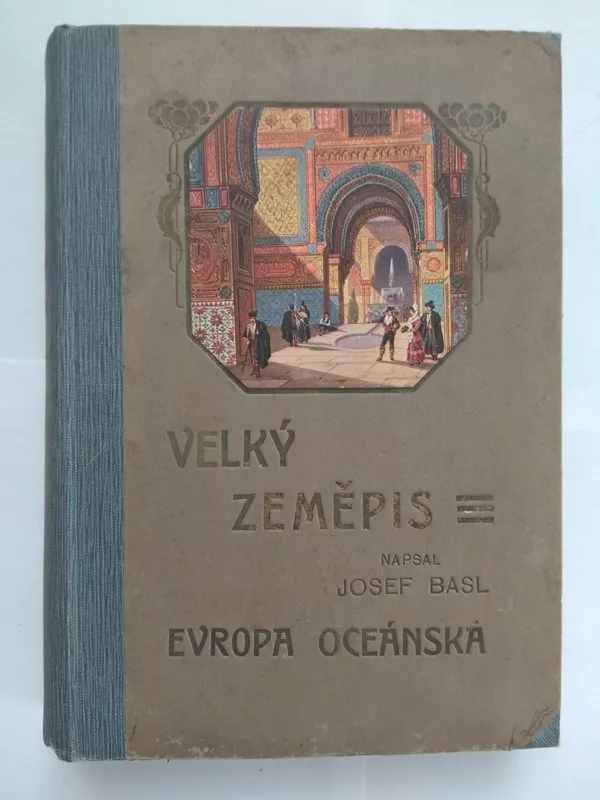 VELKÝ
ZEMĚPIS
NAPSAL
JOSEF BASL
EVROPA OCEÁNSKÁ